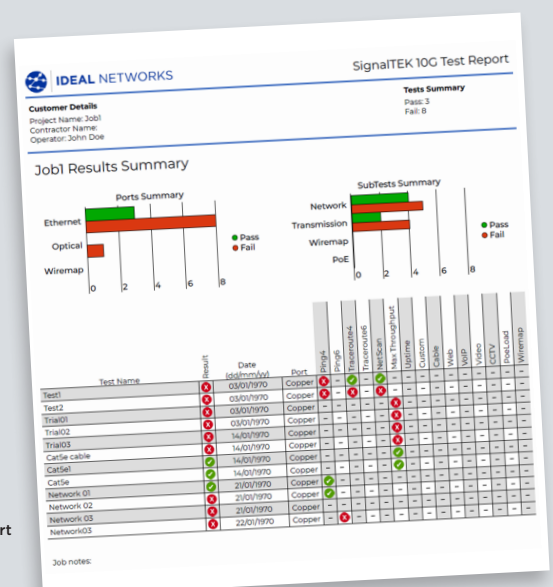 IDEAL NETWORKS
SignalTEK 10G Test Report
Customer Details
Project Name: Job1
Contractor Name:
Operator: John Doe
Tests Summary
Pass: 3
Fail: 8
Job1 Results Summary
Ports Summary
Ethernet
Optical
Wiremap
0 2 4 6 8
Pass
Fail
SubTests Summary
Network
Transmission
Wiremap
PoE
0 2 4 6 8
Pass
Fail
Test Name Result Date (dd/mm/yy) Port Ping4 Ping6 Traceroute4 Traceroute6 NetScan Max Throughput Uptime Custom Cable Web VoIP Video CCTV PoeLoad Wiremap
Test1 03/01/1970 Copper
Test2 03/01/1970 Copper
Trial01 03/01/1970 Copper
Trial02 03/01/1970 Copper
Trial03 14/01/1970 Copper
Cat5e cable 14/01/1970 Copper
Cat5e1 14/01/1970 Copper
Cat5e 14/01/1970 Copper
Network 01 21/01/1970 Copper
Network 02 21/01/1970 Copper
Network 03 21/01/1970 Copper
Network03 22/01/1970 Copper
Job notes:
rt